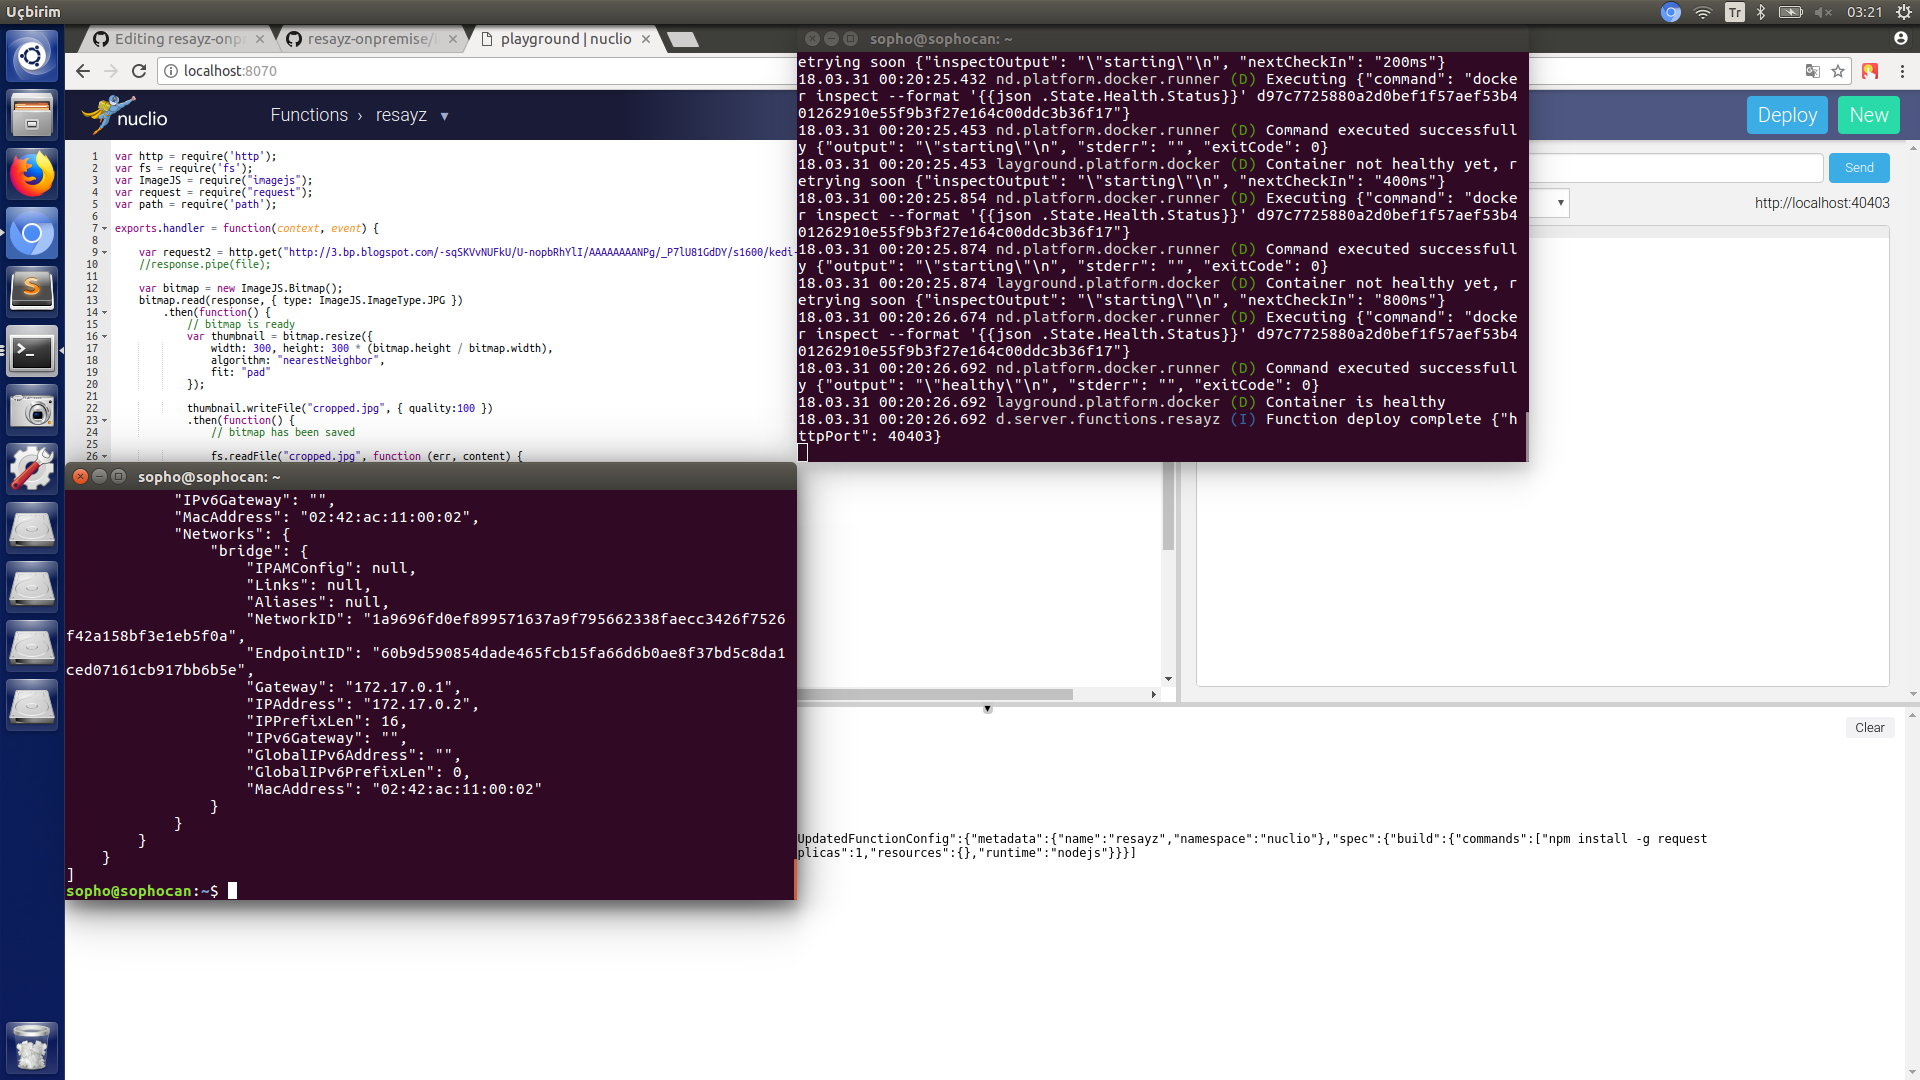 Uçbirim
Tr
03:21
Editing resayz-onpr
resayz-onpremise/i
playground | nuclio
localhost:8070
nuclio
Functions › resayz ▾
Deploy
New
1 var http = require('http');
2 var fs = require('fs');
3 var ImageJS = require("imagejs");
4 var request = require("request");
5 var path = require('path');
6
7 exports.handler = function(context, event) {
8
9 var request2 = http.get("http://3.bp.blogspot.com/-sqSKVvNUFkU/U-nopbRhYlI/AAAAAAAANPg/_P7lU81GdDY/s1600/kedi-
10 //response.pipe(file);
11
12 var bitmap = new ImageJS.Bitmap();
13 bitmap.read(response, { type: ImageJS.ImageType.JPG })
14 .then(function() {
15 // bitmap is ready
16 var thumbnail = bitmap.resize({
17 width: 300, height: 300 * (bitmap.height / bitmap.width),
18 algorithm: "nearestNeighbor",
19 fit: "pad"
20 });
21
22 thumbnail.writeFile("cropped.jpg", { quality:100 })
23 .then(function() {
24 // bitmap has been saved
25
26 fs.readFile("cropped.jpg", function (err, content) {
sopho@sophocan: ~
etrying soon {"inspectOutput": "\"starting\"\n", "nextCheckIn": "200ms"}
18.03.31 00:20:25.432 nd.platform.docker.runner (D) Executing {"command": "docke
r inspect --format '{{json .State.Health.Status}}' d97c7725880a2d0bef1f57aef53b4
01262910e55f9b3f27e164c00ddc3b36f17"}
18.03.31 00:20:25.453 nd.platform.docker.runner (D) Command executed successfull
y {"output": "\"starting\"\n", "stderr": "", "exitCode": 0}
18.03.31 00:20:25.453 layground.platform.docker (D) Container not healthy yet, r
etrying soon {"inspectOutput": "\"starting\"\n", "nextCheckIn": "400ms"}
18.03.31 00:20:25.854 nd.platform.docker.runner (D) Executing {"command": "docke
r inspect --format '{{json .State.Health.Status}}' d97c7725880a2d0bef1f57aef53b4
01262910e55f9b3f27e164c00ddc3b36f17"}
18.03.31 00:20:25.874 nd.platform.docker.runner (D) Command executed successfull
y {"output": "\"starting\"\n", "stderr": "", "exitCode": 0}
18.03.31 00:20:25.874 layground.platform.docker (D) Container not healthy yet, r
etrying soon {"inspectOutput": "\"starting\"\n", "nextCheckIn": "800ms"}
18.03.31 00:20:26.674 nd.platform.docker.runner (D) Executing {"command": "docke
r inspect --format '{{json .State.Health.Status}}' d97c7725880a2d0bef1f57aef53b4
01262910e55f9b3f27e164c00ddc3b36f17"}
18.03.31 00:20:26.692 nd.platform.docker.runner (D) Command executed successfull
y {"output": "\"healthy\"\n", "stderr": "", "exitCode": 0}
18.03.31 00:20:26.692 layground.platform.docker (D) Container is healthy
18.03.31 00:20:26.692 d.server.functions.resayz (I) Function deploy complete {"h
ttpPort": 40403}
Send
http://localhost:40403
sopho@sophocan: ~
"IPv6Gateway": "",
"MacAddress": "02:42:ac:11:00:02",
"Networks": {
"bridge": {
"IPAMConfig": null,
"Links": null,
"Aliases": null,
"NetworkID": "1a9696fd0ef899571637a9f795662338faecc3426f7526
f42a158bf3e1eb5f0a",
"EndpointID": "60b9d590854dade465fcb15fa66d6b0ae8f37bd5c8da1
ced07161cb917bb6b5e",
"Gateway": "172.17.0.1",
"IPAddress": "172.17.0.2",
"IPPrefixLen": 16,
"IPv6Gateway": "",
"GlobalIPv6Address": "",
"GlobalIPv6PrefixLen": 0,
"MacAddress": "02:42:ac:11:00:02"
}
}
}
}
]
sopho@sophocan:~$
Clear
UpdatedFunctionConfig":{"metadata":{"name":"resayz","namespace":"nuclio"},"spec":{"build":{"commands":["npm install -g request
plicas":1,"resources":{},"runtime":"nodejs"}}}]